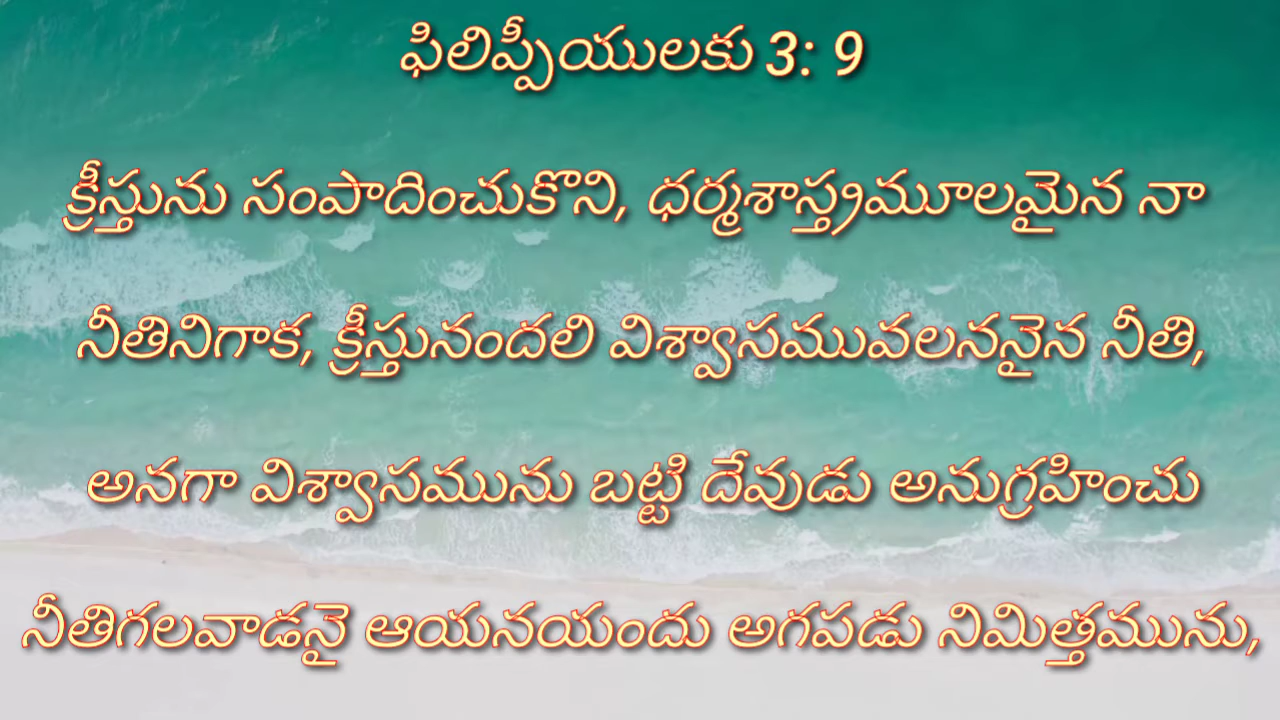 ఫిలిప్పీయులకు 3: 9
క్రీస్తును సంపాదించుకొని, ధర్మశాస్త్రమూలమైన నా
నీతినిగాక, క్రీస్తునందలి విశ్వాసమువలననైన నీతి,
అనగా విశ్వాసమును బట్టి దేవుడు అనుగ్రహించు
నీతిగలవాడనై ఆయనయందు అగపడు నిమిత్తమును,